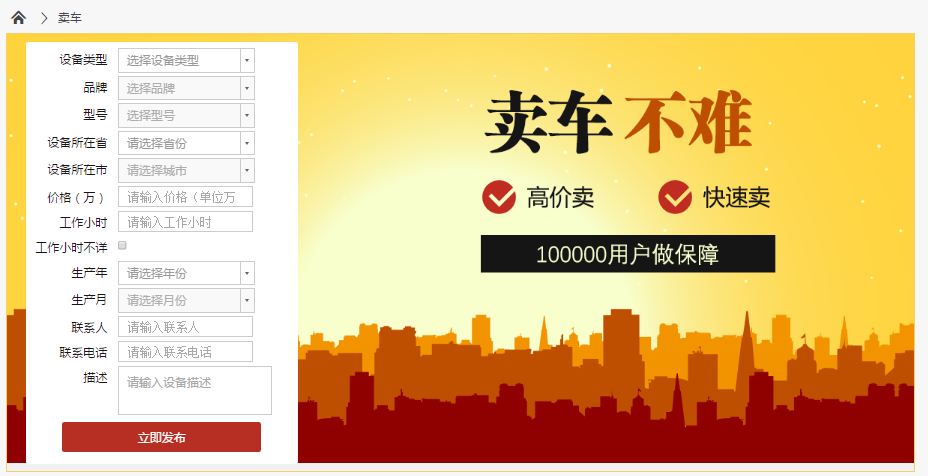 卖车
设备类型 选择设备类型
品牌 选择品牌
型号 选择型号
设备所在省 请选择省份
设备所在市 请选择城市
价格（万） 请输入价格（单位万
工作小时 请输入工作小时
工作小时不详
生产年 请选择年份
生产月 请选择月份
联系人 请输入联系人
联系电话 请输入联系电话
描述 请输入设备描述
立即发布
卖车不难
高价卖 快速卖
100000用户做保障